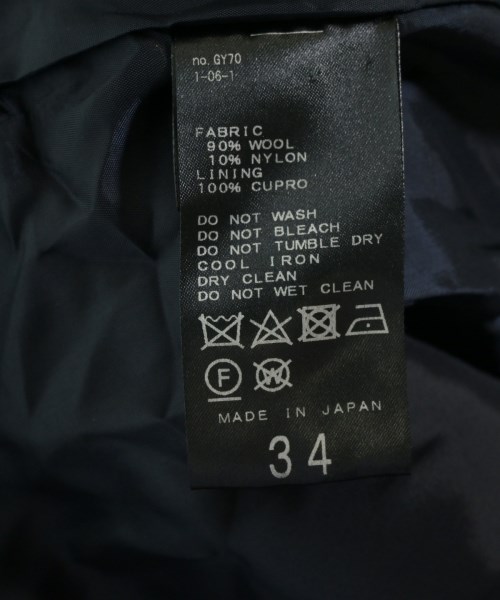 no. GY70
1-06-1
FABRIC
90% WOOL
10% NYLON
LINING
100% CUPRO
DO NOT WASH
DO NOT BLEACH
DO NOT TUMBLE DRY
COOL IRON
DRY CLEAN
DO NOT WET CLEAN
F W
MADE IN JAPAN
34